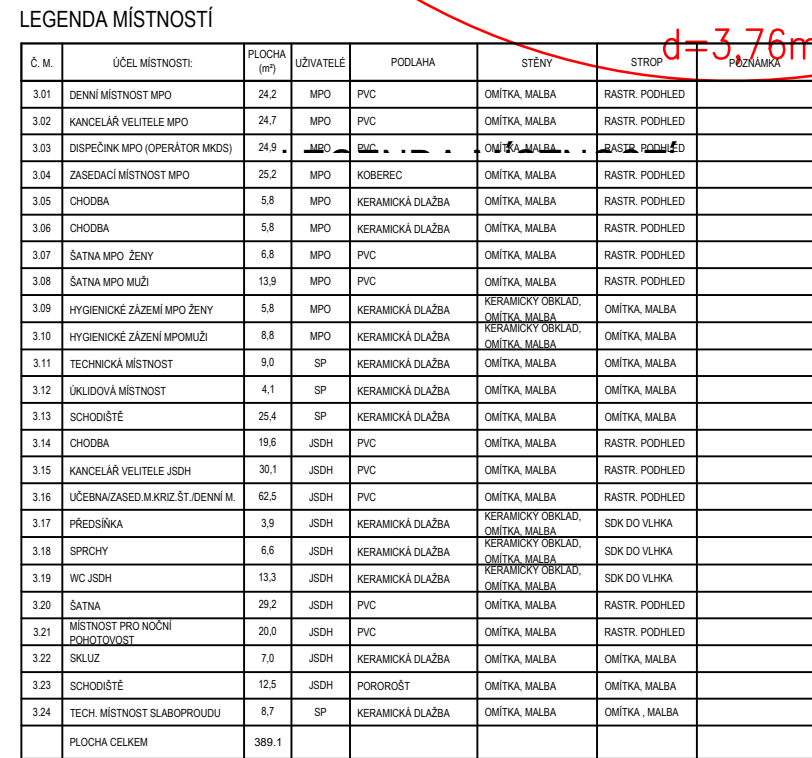 LEGENDA MÍSTNOSTÍ
d=3,76m
Č. M. ÚČEL MÍSTNOSTI: PLOCHA (m²) UŽIVATELÉ PODLAHA STĚNY STROP POZNÁMKA
3.01 DENNÍ MÍSTNOST MPO 24,2 MPO PVC OMÍTKA, MALBA RASTR. PODHLED
3.02 KANCELÁŘ VELITELE MPO 24,7 MPO PVC OMÍTKA, MALBA RASTR. PODHLED
3.03 DISPEČINK MPO (OPERÁTOR MKDS) 24,9 MPO PVC OMÍTKA, MALBA RASTR. PODHLED
3.04 ZASEDACÍ MÍSTNOST MPO 25,2 MPO KOBEREC OMÍTKA, MALBA RASTR. PODHLED
3.05 CHODBA 5,8 MPO KERAMICKÁ DLAŽBA OMÍTKA, MALBA RASTR. PODHLED
3.06 CHODBA 5,8 MPO KERAMICKÁ DLAŽBA OMÍTKA, MALBA RASTR. PODHLED
3.07 ŠATNA MPO ŽENY 6,8 MPO PVC OMÍTKA, MALBA RASTR. PODHLED
3.08 ŠATNA MPO MUŽI 13,9 MPO PVC OMÍTKA, MALBA RASTR. PODHLED
3.09 HYGIENICKÉ ZÁZEMÍ MPO ŽENY 5,8 MPO KERAMICKÁ DLAŽBA KERAMICKÝ OBKLAD, OMÍTKA, MALBA OMÍTKA, MALBA
3.10 HYGIENICKÉ ZÁZENÍ MPOMUŽI 8,8 MPO KERAMICKÁ DLAŽBA KERAMICKÝ OBKLAD, OMÍTKA, MALBA OMÍTKA, MALBA
3.11 TECHNICKÁ MÍSTNOST 9,0 SP KERAMICKÁ DLAŽBA OMÍTKA, MALBA OMÍTKA, MALBA
3.12 ÚKLIDOVÁ MÍSTNOST 4,1 SP KERAMICKÁ DLAŽBA OMÍTKA, MALBA OMÍTKA, MALBA
3.13 SCHODIŠTĚ 25,4 SP KERAMICKÁ DLAŽBA OMÍTKA, MALBA OMÍTKA, MALBA
3.14 CHODBA 19,6 JSDH PVC OMÍTKA, MALBA RASTR. PODHLED
3.15 KANCELÁŘ VELITELE JSDH 30,1 JSDH PVC OMÍTKA, MALBA RASTR. PODHLED
3.16 UČEBNA/ZASED.M.KRIZ.ŠT./DENNÍ M. 62,5 JSDH PVC OMÍTKA, MALBA RASTR. PODHLED
3.17 PŘEDSÍŇKA 3,9 JSDH KERAMICKÁ DLAŽBA KERAMICKÝ OBKLAD, OMÍTKA, MALBA SDK DO VLHKA
3.18 SPRCHY 6,6 JSDH KERAMICKÁ DLAŽBA KERAMICKÝ OBKLAD, OMÍTKA, MALBA SDK DO VLHKA
3.19 WC JSDH 13,3 JSDH KERAMICKÁ DLAŽBA KERAMICKÝ OBKLAD, OMÍTKA, MALBA SDK DO VLHKA
3.20 ŠATNA 29,2 JSDH PVC OMÍTKA, MALBA RASTR. PODHLED
3.21 MÍSTNOST PRO NOČNÍ POHOTOVOST 20,0 JSDH PVC OMÍTKA, MALBA RASTR. PODHLED
3.22 SKLUZ 7,0 JSDH KERAMICKÁ DLAŽBA OMÍTKA, MALBA OMÍTKA, MALBA
3.23 SCHODIŠTĚ 12,5 JSDH POROROŠT OMÍTKA, MALBA OMÍTKA, MALBA
3.24 TECH. MÍSTNOST SLABOPROUDU 8,7 SP KERAMICKÁ DLAŽBA OMÍTKA, MALBA OMÍTKA , MALBA
PLOCHA CELKEM 389.1